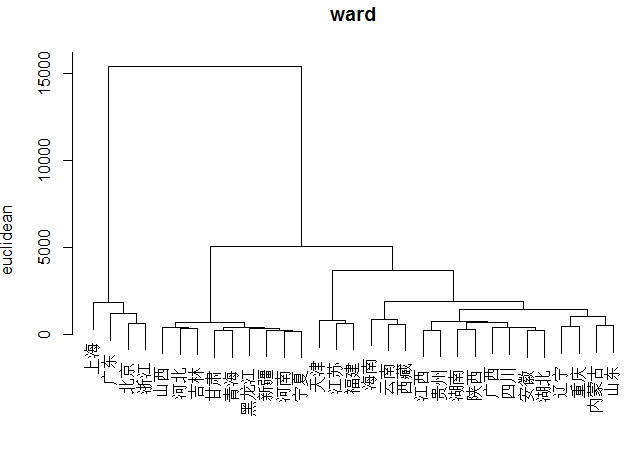 ward
15000
10000
5000
0
euclidean
上海
广东
北京
浙江
山西
河北
吉林
甘肃
青海
黑龙江
新疆
河南
宁夏
天津
江苏
福建
海南
云南
西藏
江西
贵州
湖南
陕西
广西
四川
安徽
湖北
辽宁
重庆
内蒙古
山东